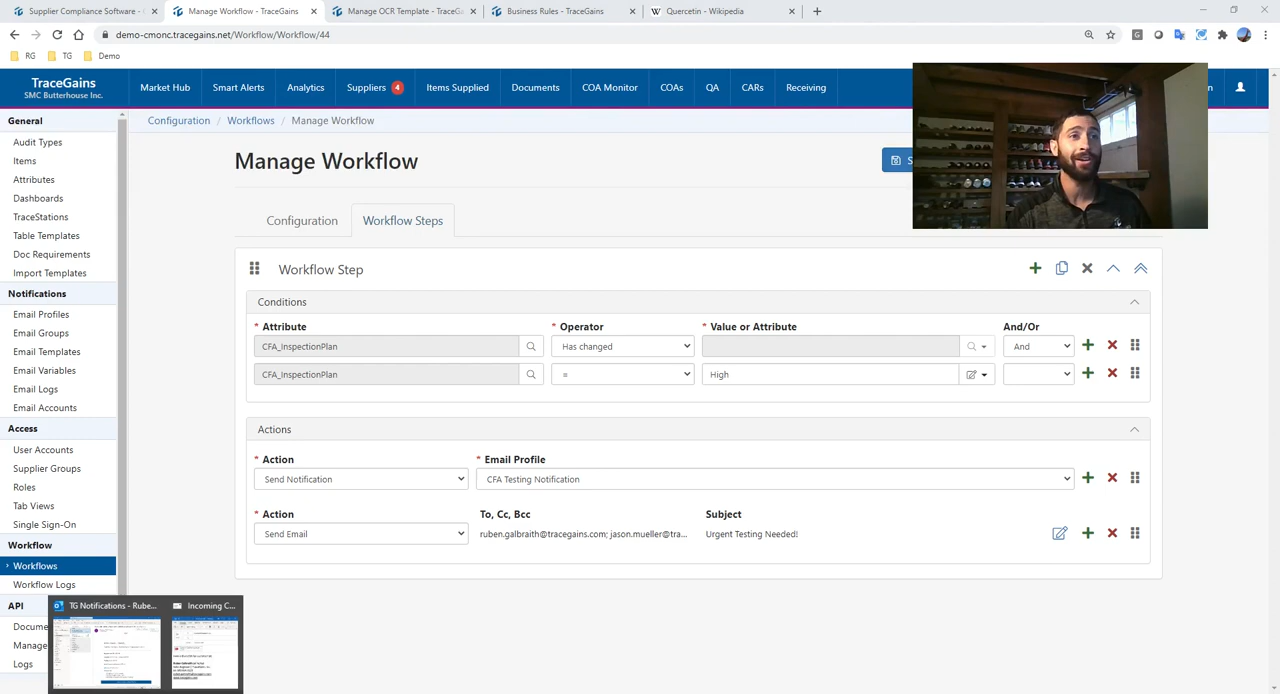 Supplier Compliance Software - C
Manage Workflow - TraceGains
Manage OCR Template - TraceGa
Business Rules - TraceGains
Quercetin - Wikipedia
demo-cmonc.tracegains.net/Workflow/Workflow/44
RG
TG
Demo
TraceGains
SMC Butterhouse Inc.
Market Hub
Smart Alerts
Analytics
Suppliers 4
Items Supplied
Documents
COA Monitor
COAs
QA
CARs
Receiving
n
General
Audit Types
Items
Attributes
Dashboards
TraceStations
Table Templates
Doc Requirements
Import Templates
Notifications
Email Profiles
Email Groups
Email Templates
Email Variables
Email Logs
Email Accounts
Access
User Accounts
Supplier Groups
Roles
Tab Views
Single Sign-On
Workflow
Workflows
Workflow Logs
API
Docume
Manage
Logs
Configuration / Workflows / Manage Workflow
Manage Workflow
S
Configuration
Workflow Steps
Workflow Step
Conditions
* Attribute * Operator * Value or Attribute And/Or
CFA_InspectionPlan Has changed And
CFA_InspectionPlan = High
Actions
* Action * Email Profile
Send Notification CFA Testing Notification
* Action To, Cc, Bcc Subject
Send Email ruben.galbraith@tracegains.com; jason.mueller@tra... Urgent Testing Needed!
TG Notifications - Rube...
Incoming C...